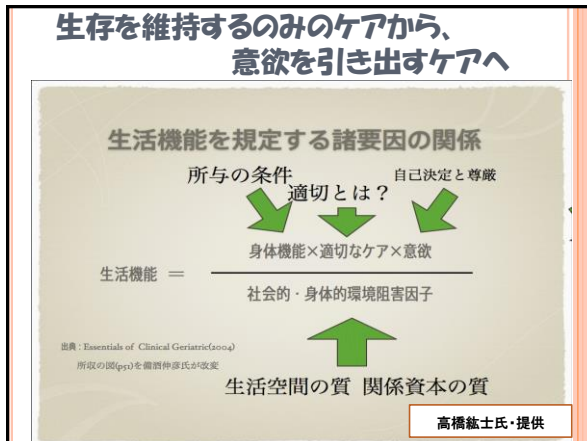 生存を維持するのみのケアから、
意欲を引き出すケアへ
生活機能を規定する諸要因の関係
所与の条件
適切とは？
自己決定と尊厳
身体機能×適切なケア×意欲
生活機能 ＝
社会的・身体的環境阻害因子
出典：Essentials of Clinical Geriatric(2004)
所収の図(p51)を備酒伸彦氏が改変
生活空間の質 関係資本の質
高橋紘士氏・提供